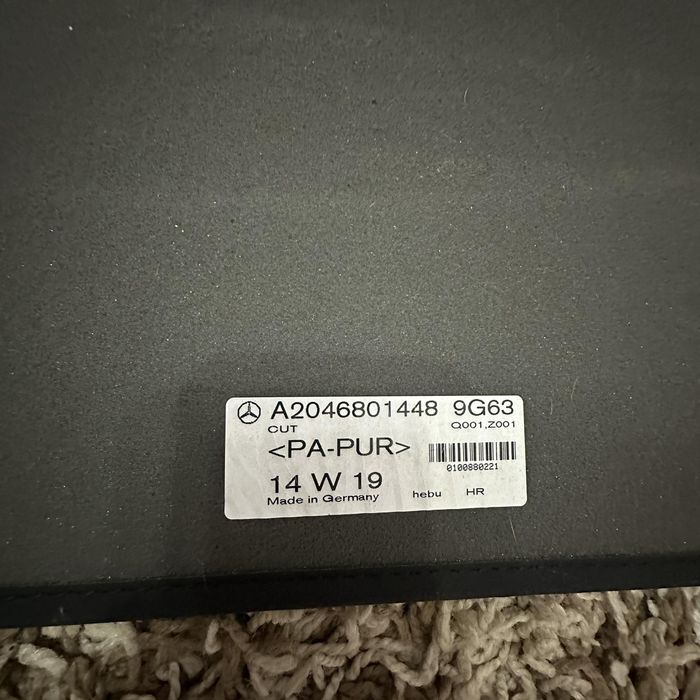 A2046801448 9G63
CUT Q001,Z001
<PA-PUR>
0100880221
14 W 19
Made in Germany hebu HR